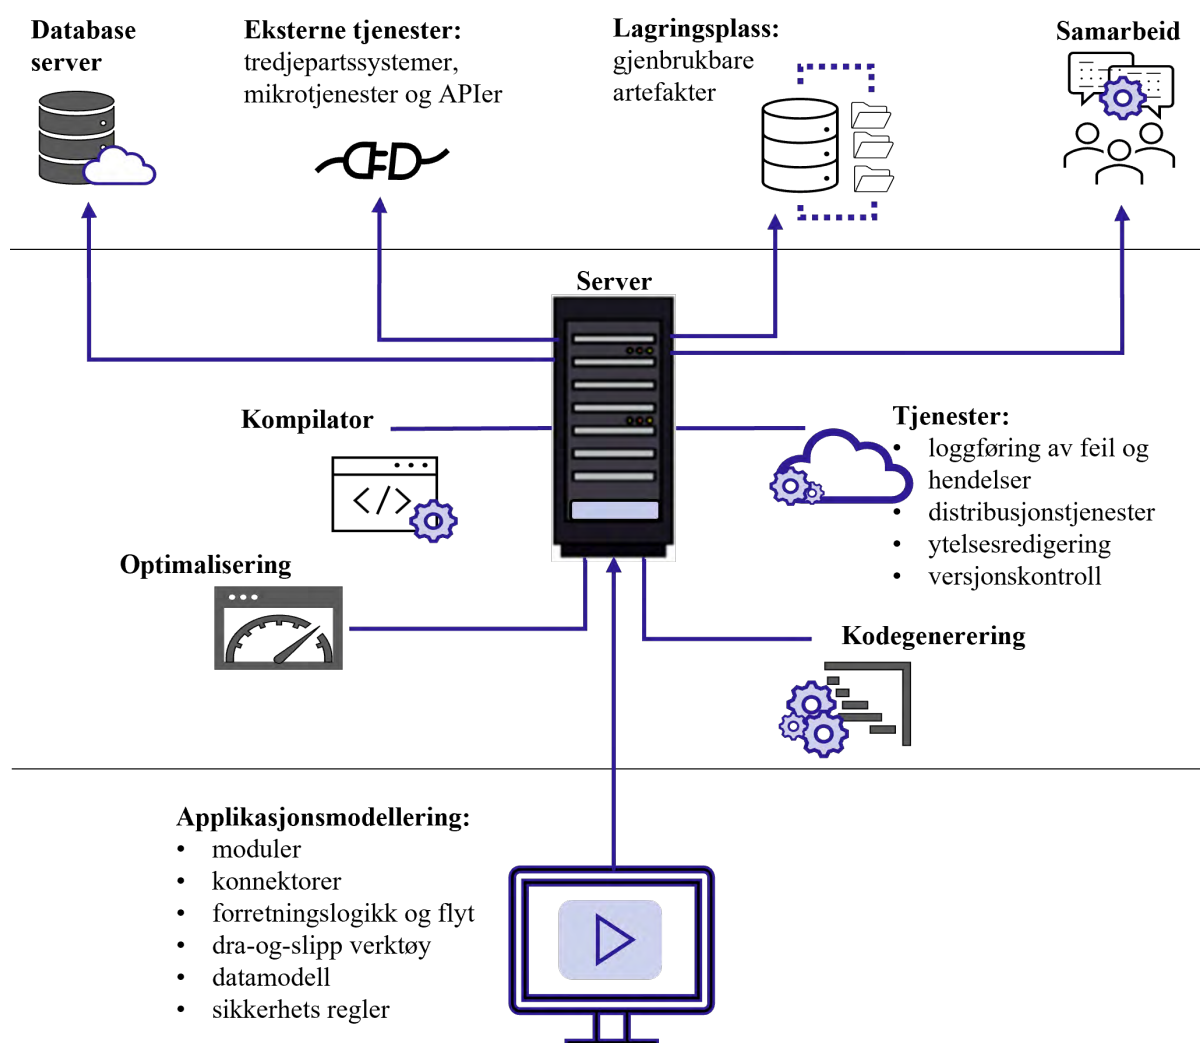 Database
server
Eksterne tjenester:
tredjepartssystemer,
mikrotjenester og APIer
Lagringsplass:
gjenbrukbare
artefakter
Samarbeid
Server
Kompilator
</>
Tjenester:
• loggføring av feil og
hendelser
• distribusjonstjenester
• ytelsesredigering
• versjonskontroll
Optimalisering
Kodegenerering
Applikasjonsmodellering:
• moduler
• konnektorer
• forretningslogikk og flyt
• dra-og-slipp verktøy
• datamodell
• sikkerhets regler